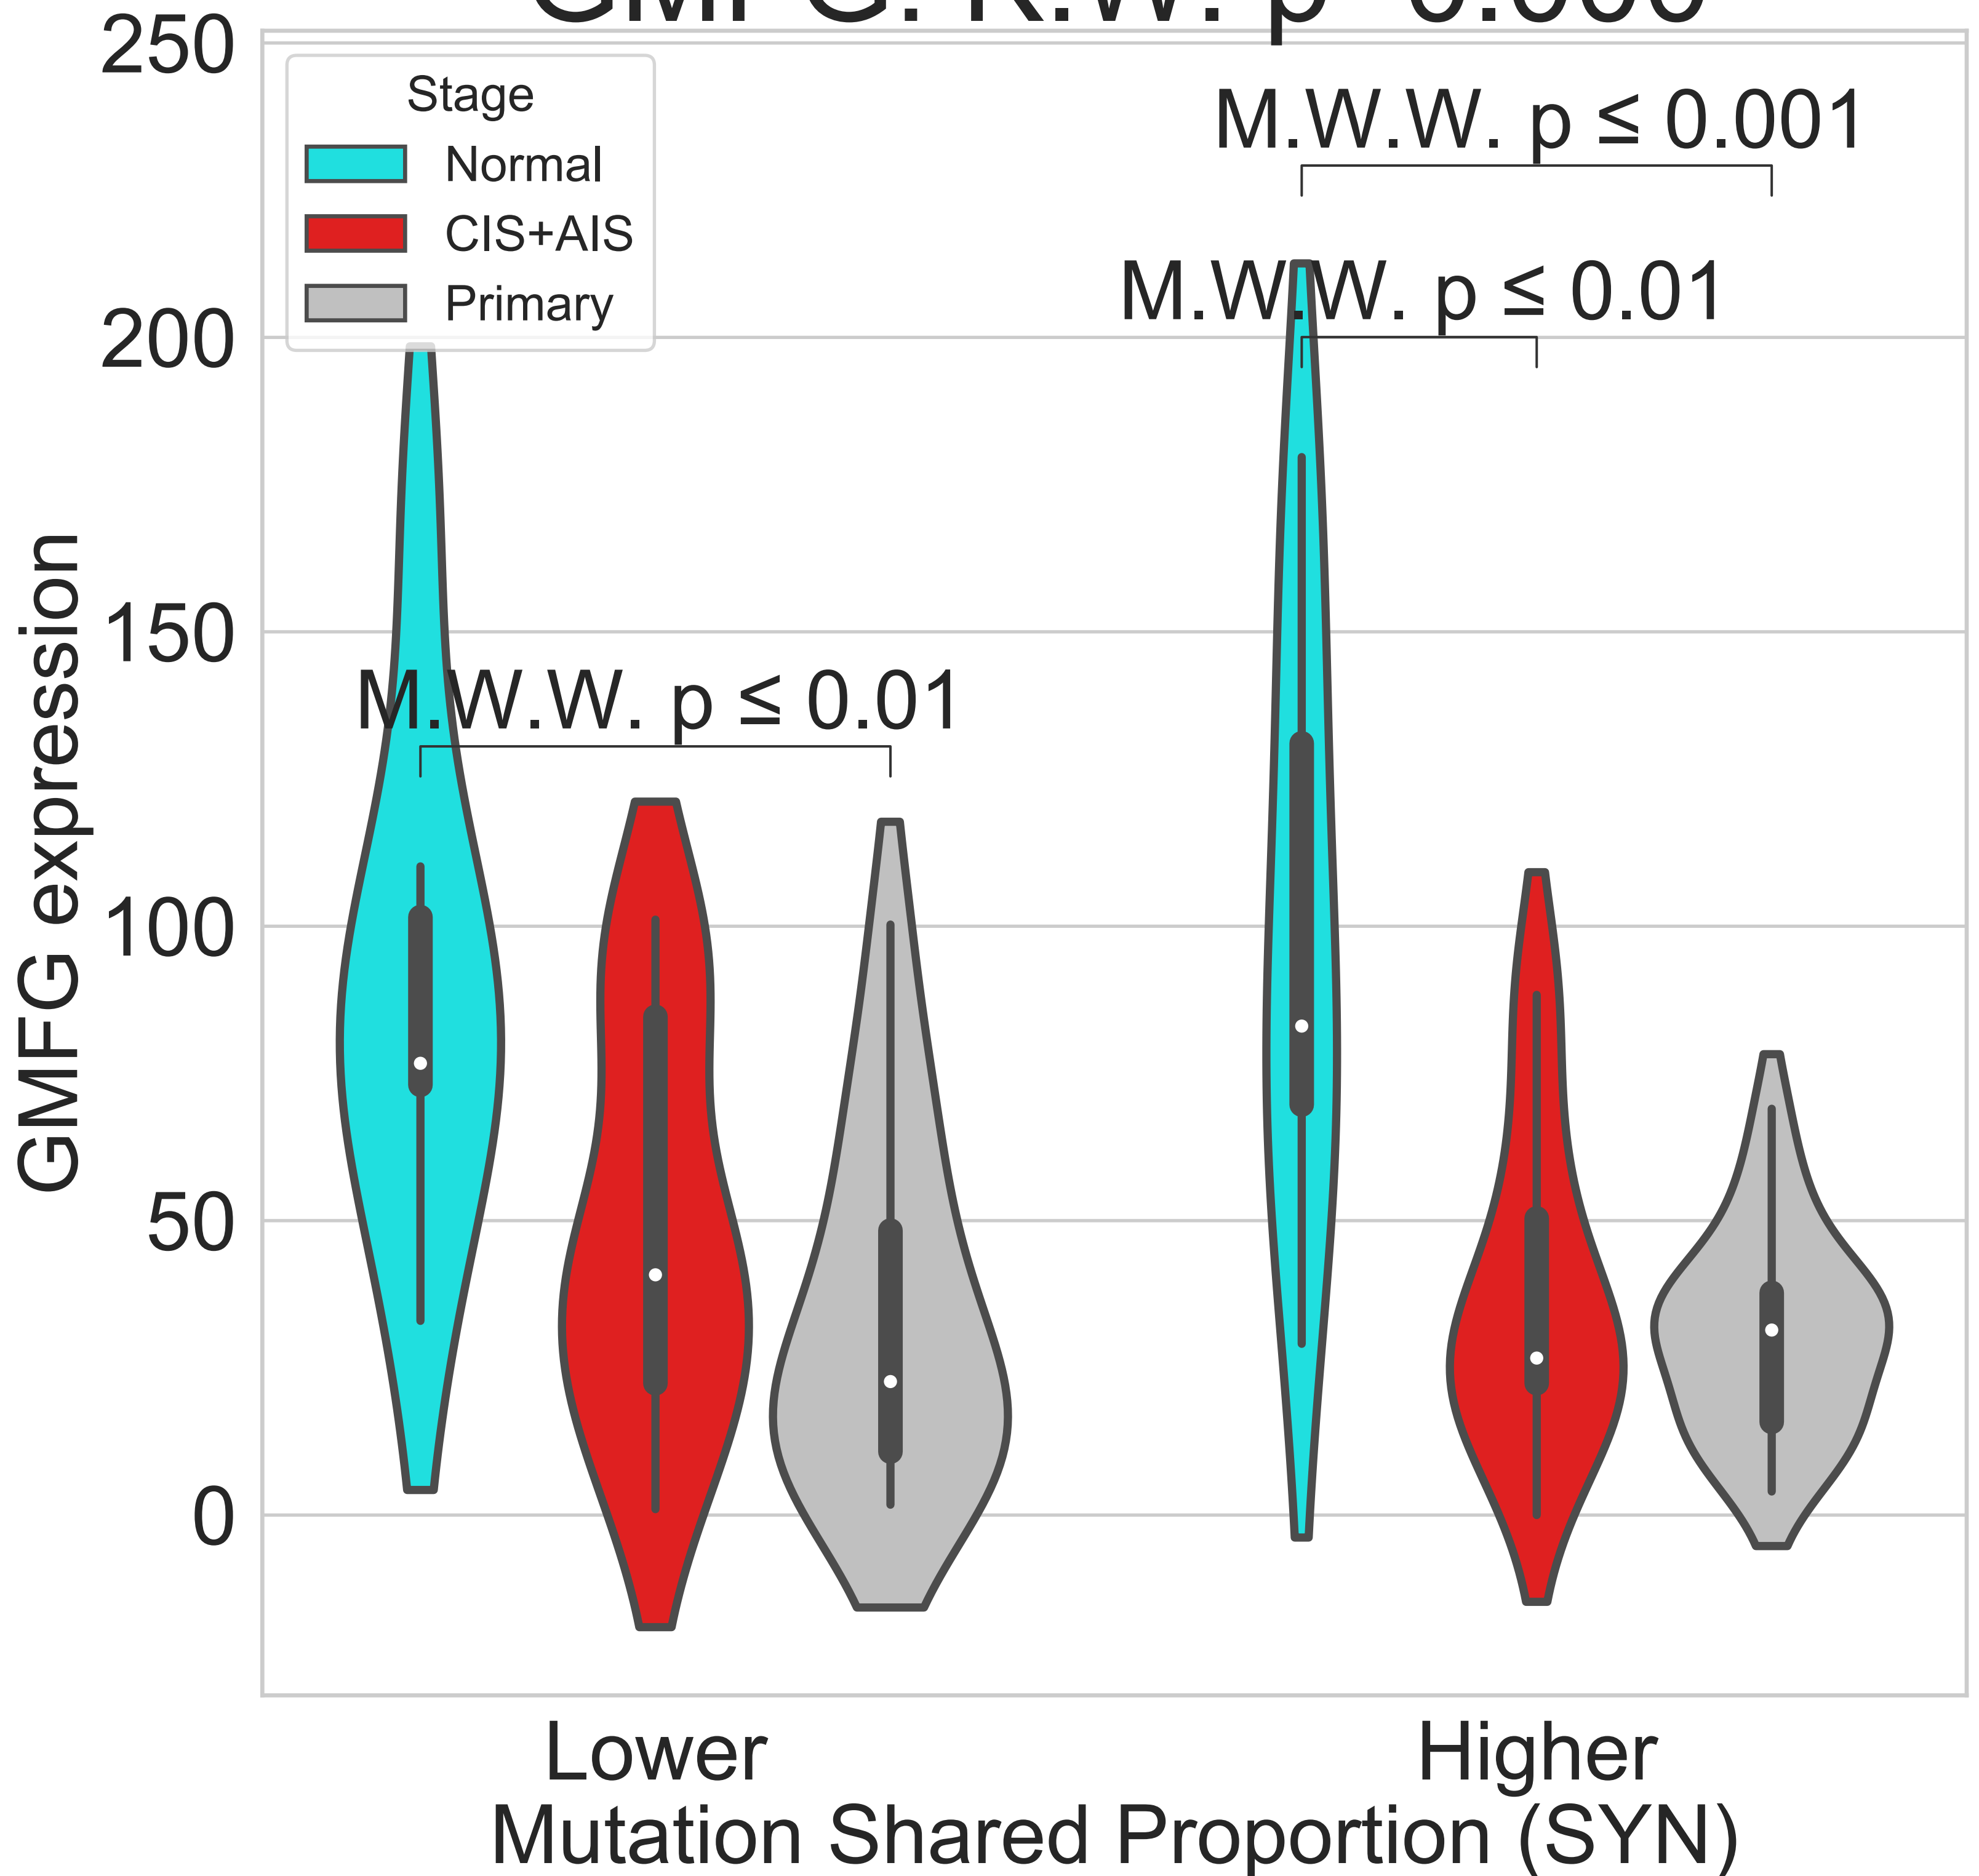 250
Stage
Normal
CIS+AIS
Primary
M.W.W. p ≤ 0.001
M.W.W. p ≤ 0.01
200
150
M.W.W. p ≤ 0.01
100
50
0
GMFG expression
Lower
Higher
Mutation Shared Proportion (SYN)